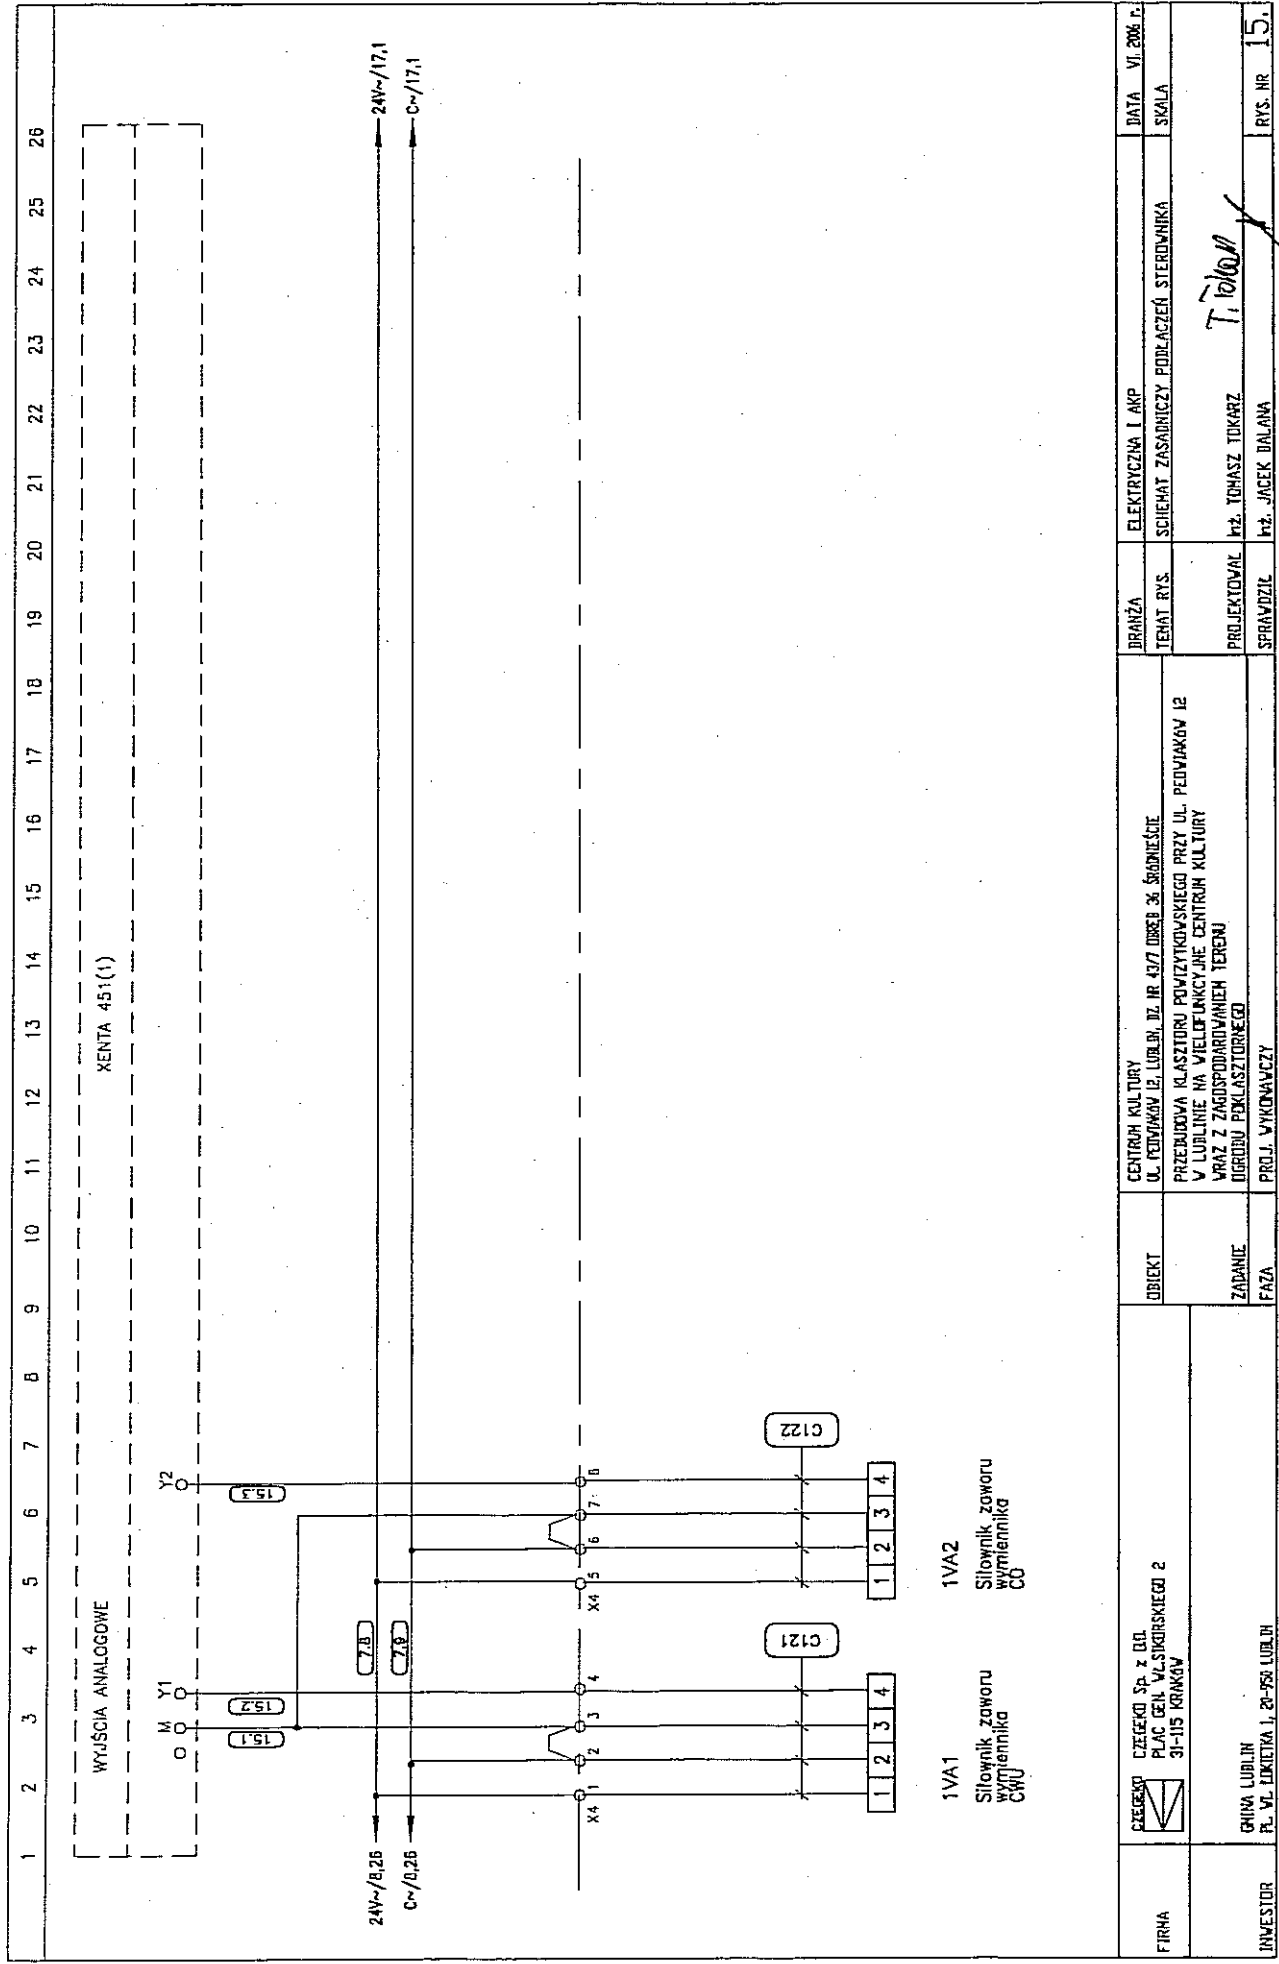 1 2 3 4 5 6 7 8 9 10 11 12 13 14 15 16 17 18 19 20 21 22 23 24 25 26
WYJŚCIA ANALOGOWE
XENTA 451(1)
M Y1 Y2
15.1 15.2 15.3
24V~/8,26 7.8 24V~/17,1
C~/8,26 7.9 C~/17,1
X4 1 2 3 4 X4 5 6 7 8
C121 C122
1 2 3 4 1 2 3 4
1VA1
Siłownik zaworu
wymiennika
CWU
1VA2
Siłownik zaworu
wymiennika
CO
FIRMA
CZEGEKO
CZEGEKO Sp. z O.O.
PLAC GEN. WŁ.SIKORSKIEGO 2
31-115 KRAKÓW
INWESTOR
GMINA LUBLIN
PL. WŁ. ŁOKIETKA 1, 20-950 LUBLIN
OBIEKT
CENTRUM KULTURY
UL. PEOWIAKÓW 12, LUBLIN, DZ. NR 43/7 OBRĘB 36 ŚRÓDMIEŚCIE
ZADANIE
PRZEBUDOWA KLASZTORU POWIZYTKOWSKIEGO PRZY UL. PEOWIAKÓW 12
W LUBLINIE NA WIELOFUNKCYJNE CENTRUM KULTURY
WRAZ Z ZAGOSPODAROWANIEM TERENU
OGRODU POKLASZTORNEGO
FAZA PROJ. WYKONAWCZY
BRANŻA ELEKTRYCZNA I AKP
TEMAT RYS. SCHEMAT ZASADNICZY PODŁĄCZEŃ STEROWNIKA
PROJEKTOWAŁ inż. TOMASZ TOKARZ T. Tokarz
SPRAWDZIŁ inż. JACEK BALANA
DATA VI. 2006 r.
SKALA
RYS. NR 15.